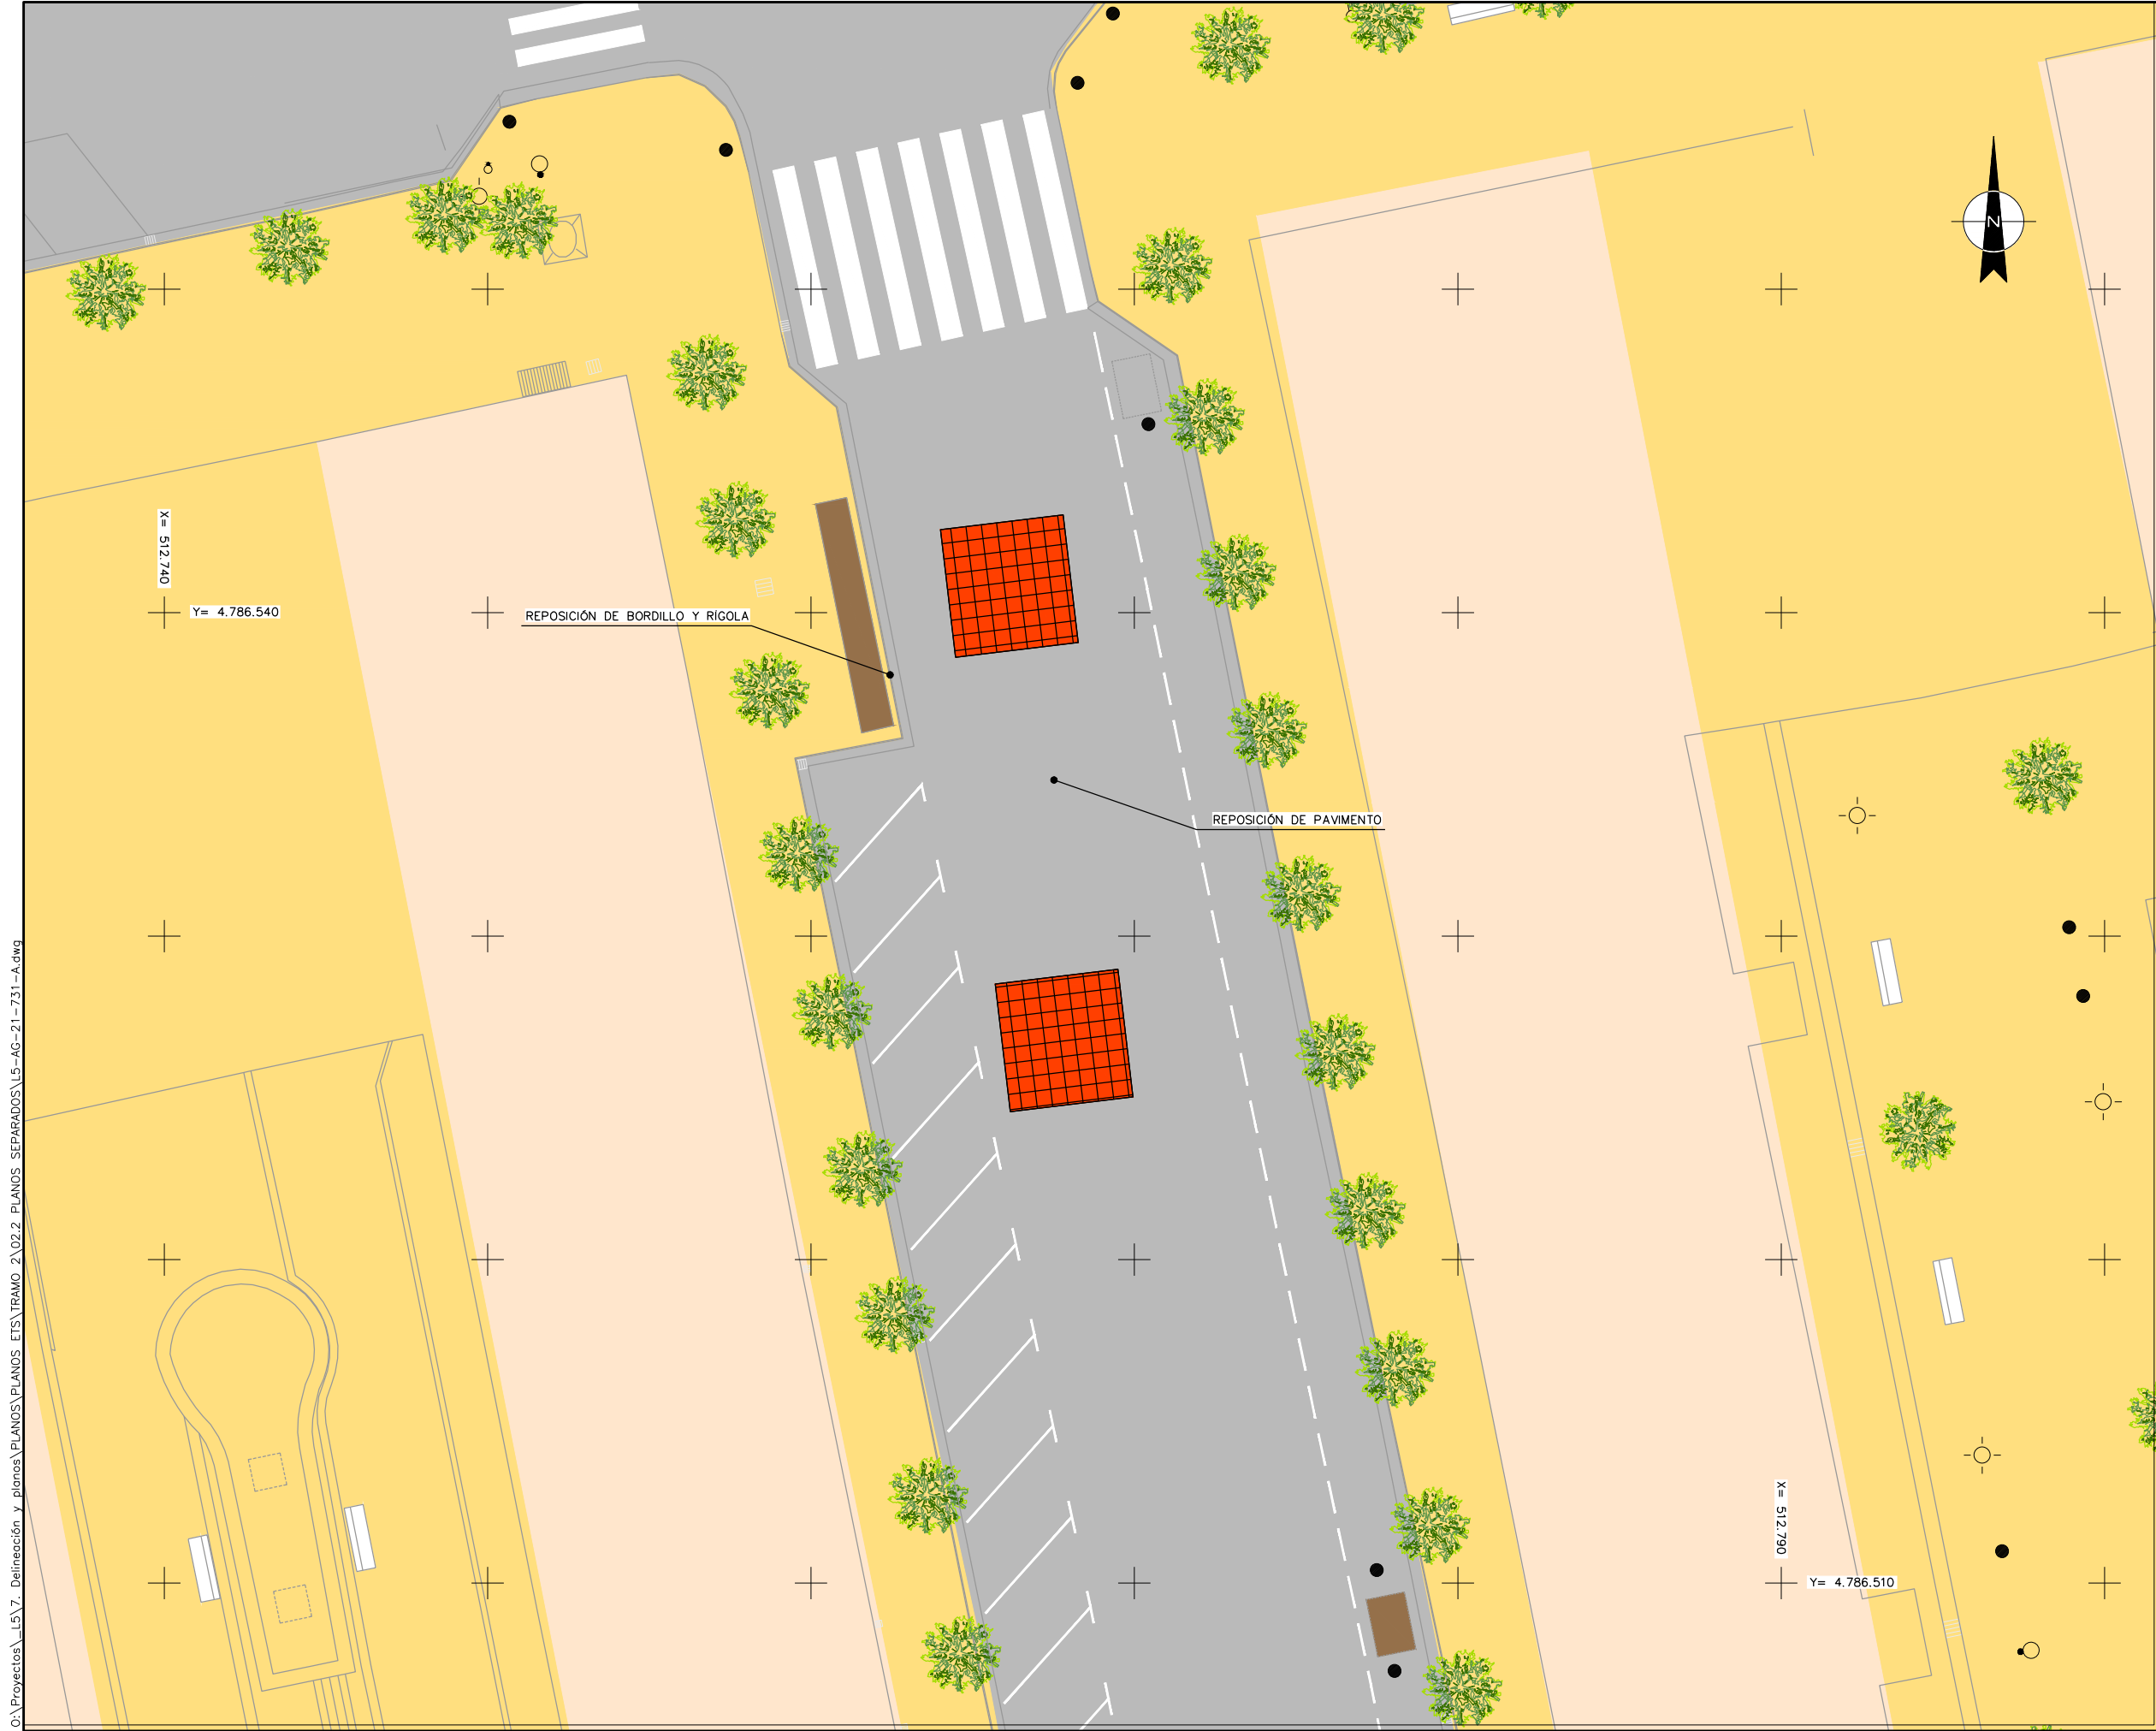 N
X= 512.740
Y= 4.786.540
REPOSICIÓN DE BORDILLO Y RÍGOLA
REPOSICIÓN DE PAVIMENTO
X= 512.790
Y= 4.786.510
O:\Proyectos\_L5\7. Delineación y planos\PLANOS\PLANOS ETS\TRAMO 2\02.2 PLANOS SEPARADOS\L5-AG-21-731-A.dwg